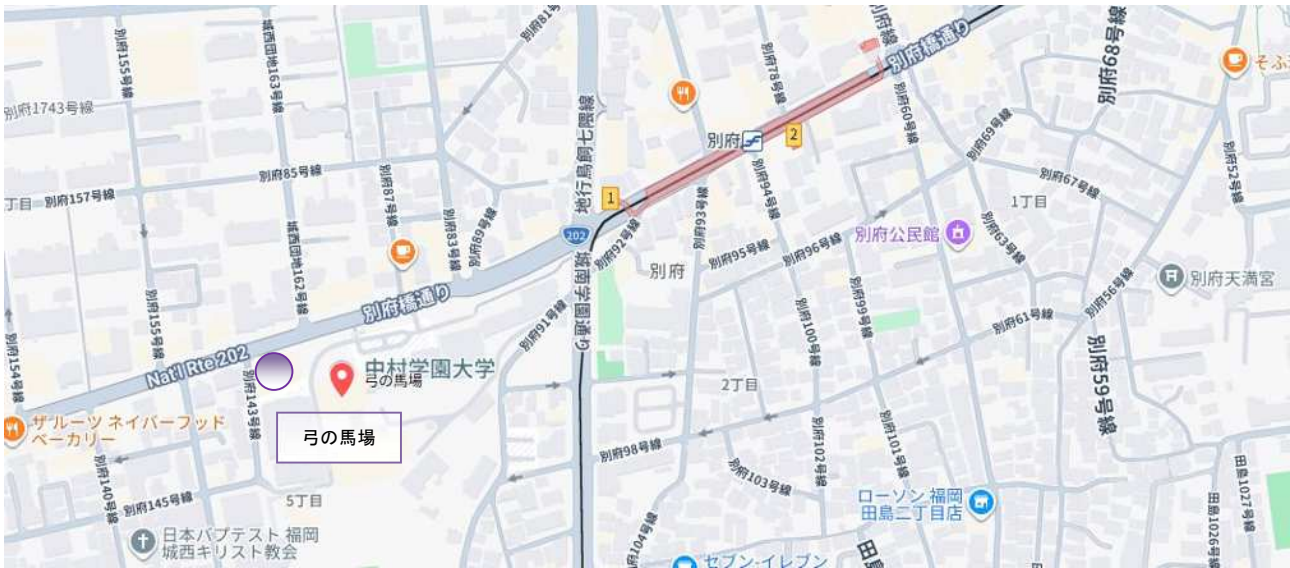 別府81号線
別府155号線
城西団地163号線
別府橋通り
別府78号線
別府68号線
別府1743号線
別府
2
別府60号線
別府69号線
別府52号線
別府85号線
地行鳥飼七隈線
丁目
別府157号線
別府87号線
1
別府67号線
1丁目
別府94号線
別府93号線
城西団地162号線
別府83号線
別府89号線
202
別府92号線
別府公民館
別府63号線
別府95号線
別府96号線
別府
別府天満宮
別府56号線
別府橋通り
別府155号線
別府91号線
別府99号線
別府100号線
別府61号線
別府154号線
Nat'l Rte 202
別府143号線
中村学園大学
弓の馬場
2丁目
別府59号線
ザルーツ ネイバーフッド
ベーカリー
弓の馬場
別府98号線
別府102号線
別府101号線
別府140号線
別府103号線
別府145号線
5丁目
ローソン 福岡
田島二丁目店
田島1027号線
田島1026号線
日本バプテスト 福岡
城西キリスト教会
別府104号線
セブン-イレブン